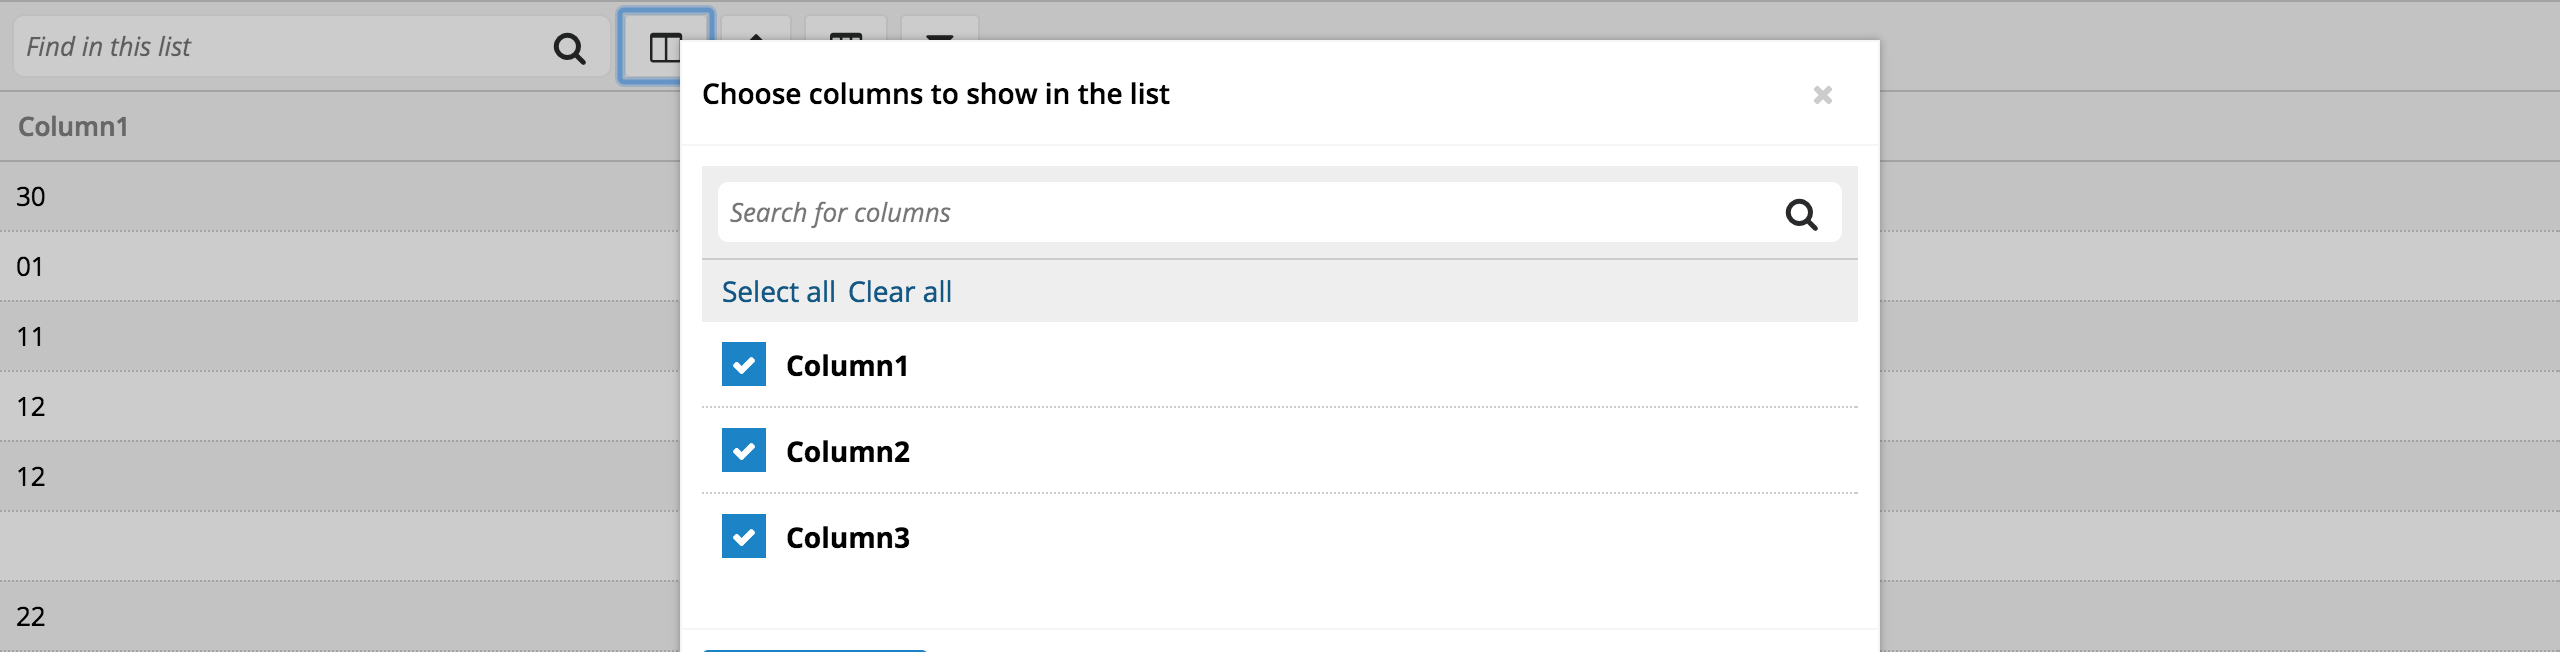 Find in this list
Column1
30
01
11
12
12
22
Choose columns to show in the list
Search for columns
Select all Clear all
Column1
Column2
Column3